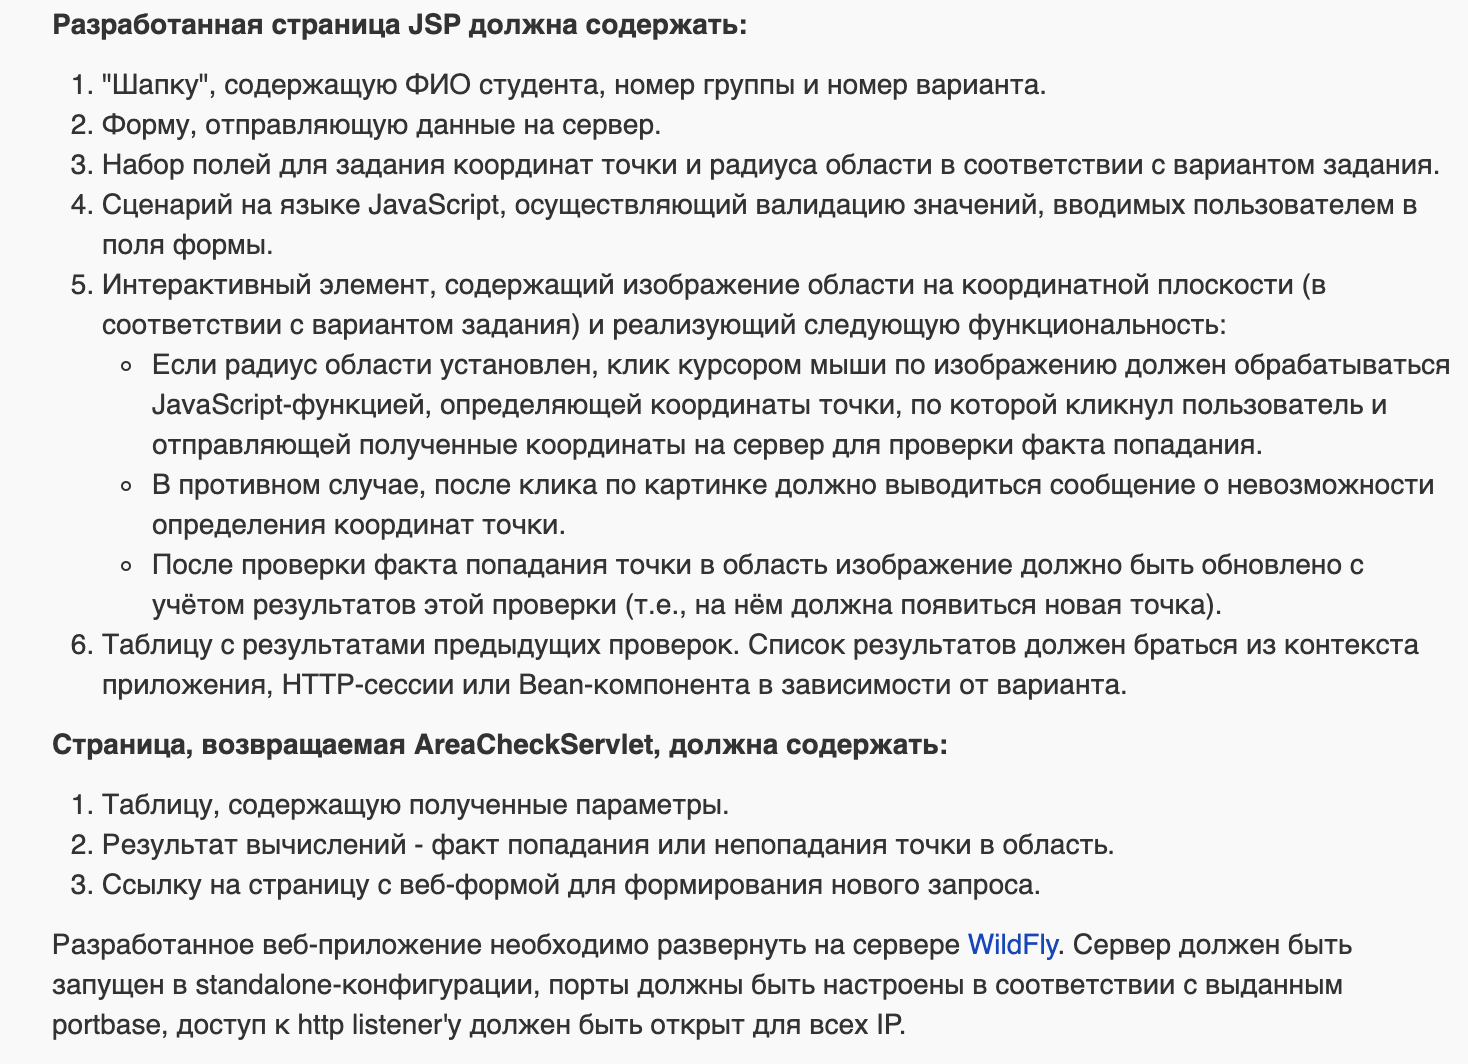 Разработанная страница JSP должна содержать:
1. "Шапку", содержащую ФИО студента, номер группы и номер варианта.
2. Форму, отправляющую данные на сервер.
3. Набор полей для задания координат точки и радиуса области в соответствии с вариантом задания.
4. Сценарий на языке JavaScript, осуществляющий валидацию значений, вводимых пользователем в
поля формы.
5. Интерактивный элемент, содержащий изображение области на координатной плоскости (в
соответствии с вариантом задания) и реализующий следующую функциональность:
◦ Если радиус области установлен, клик курсором мыши по изображению должен обрабатываться
JavaScript-функцией, определяющей координаты точки, по которой кликнул пользователь и
отправляющей полученные координаты на сервер для проверки факта попадания.
◦ В противном случае, после клика по картинке должно выводиться сообщение о невозможности
определения координат точки.
◦ После проверки факта попадания точки в область изображение должно быть обновлено с
учётом результатов этой проверки (т.е., на нём должна появиться новая точка).
6. Таблицу с результатами предыдущих проверок. Список результатов должен браться из контекста
приложения, HTTP-сессии или Bean-компонента в зависимости от варианта.
Страница, возвращаемая AreaCheckServlet, должна содержать:
1. Таблицу, содержащую полученные параметры.
2. Результат вычислений - факт попадания или непопадания точки в область.
3. Ссылку на страницу с веб-формой для формирования нового запроса.
Разработанное веб-приложение необходимо развернуть на сервере WildFly. Сервер должен быть
запущен в standalone-конфигурации, порты должны быть настроены в соответствии с выданным
portbase, доступ к http listener'у должен быть открыт для всех IP.